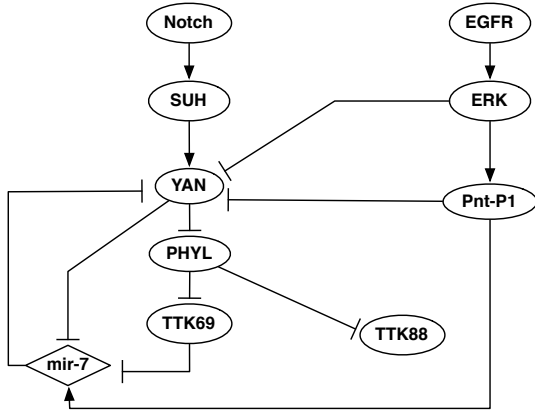 Notch
EGFR
SUH
ERK
YAN
Pnt-P1
PHYL
TTK69
TTK88
mir-7